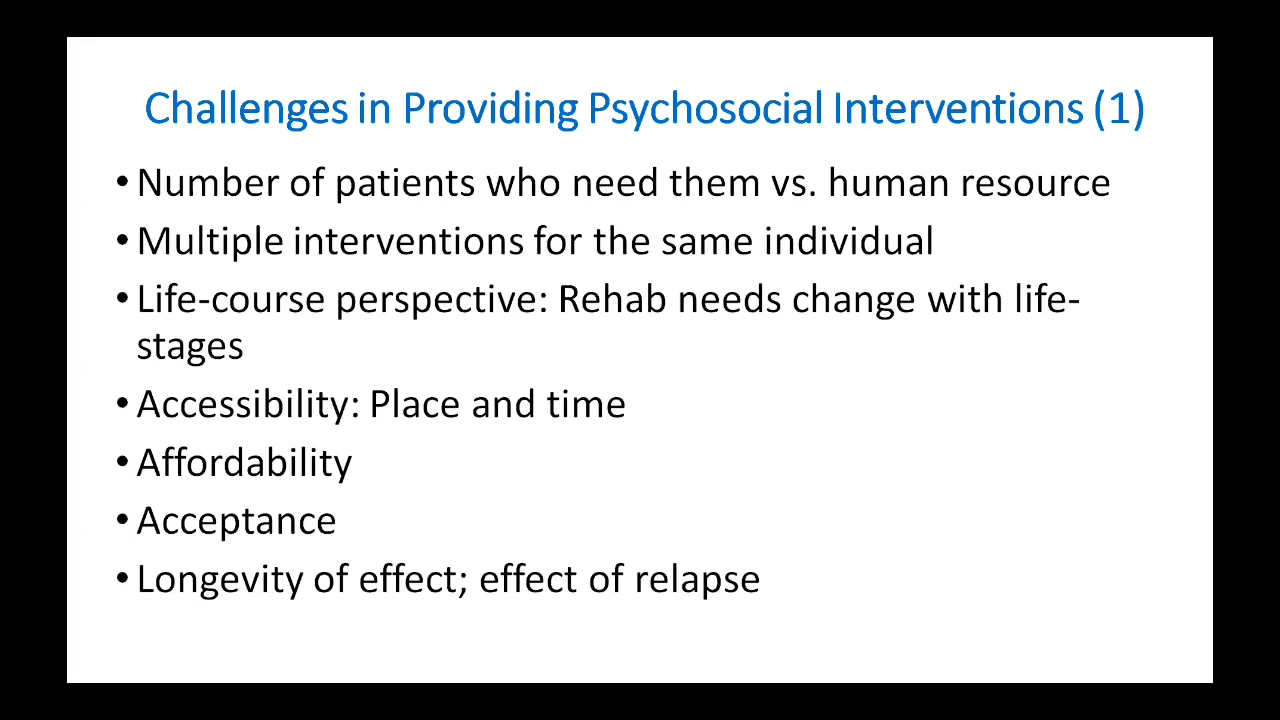 Challenges in Providing Psychosocial Interventions (1)
• Number of patients who need them vs. human resource
• Multiple interventions for the same individual
• Life-course perspective: Rehab needs change with life-
stages
• Accessibility: Place and time
• Affordability
• Acceptance
• Longevity of effect; effect of relapse